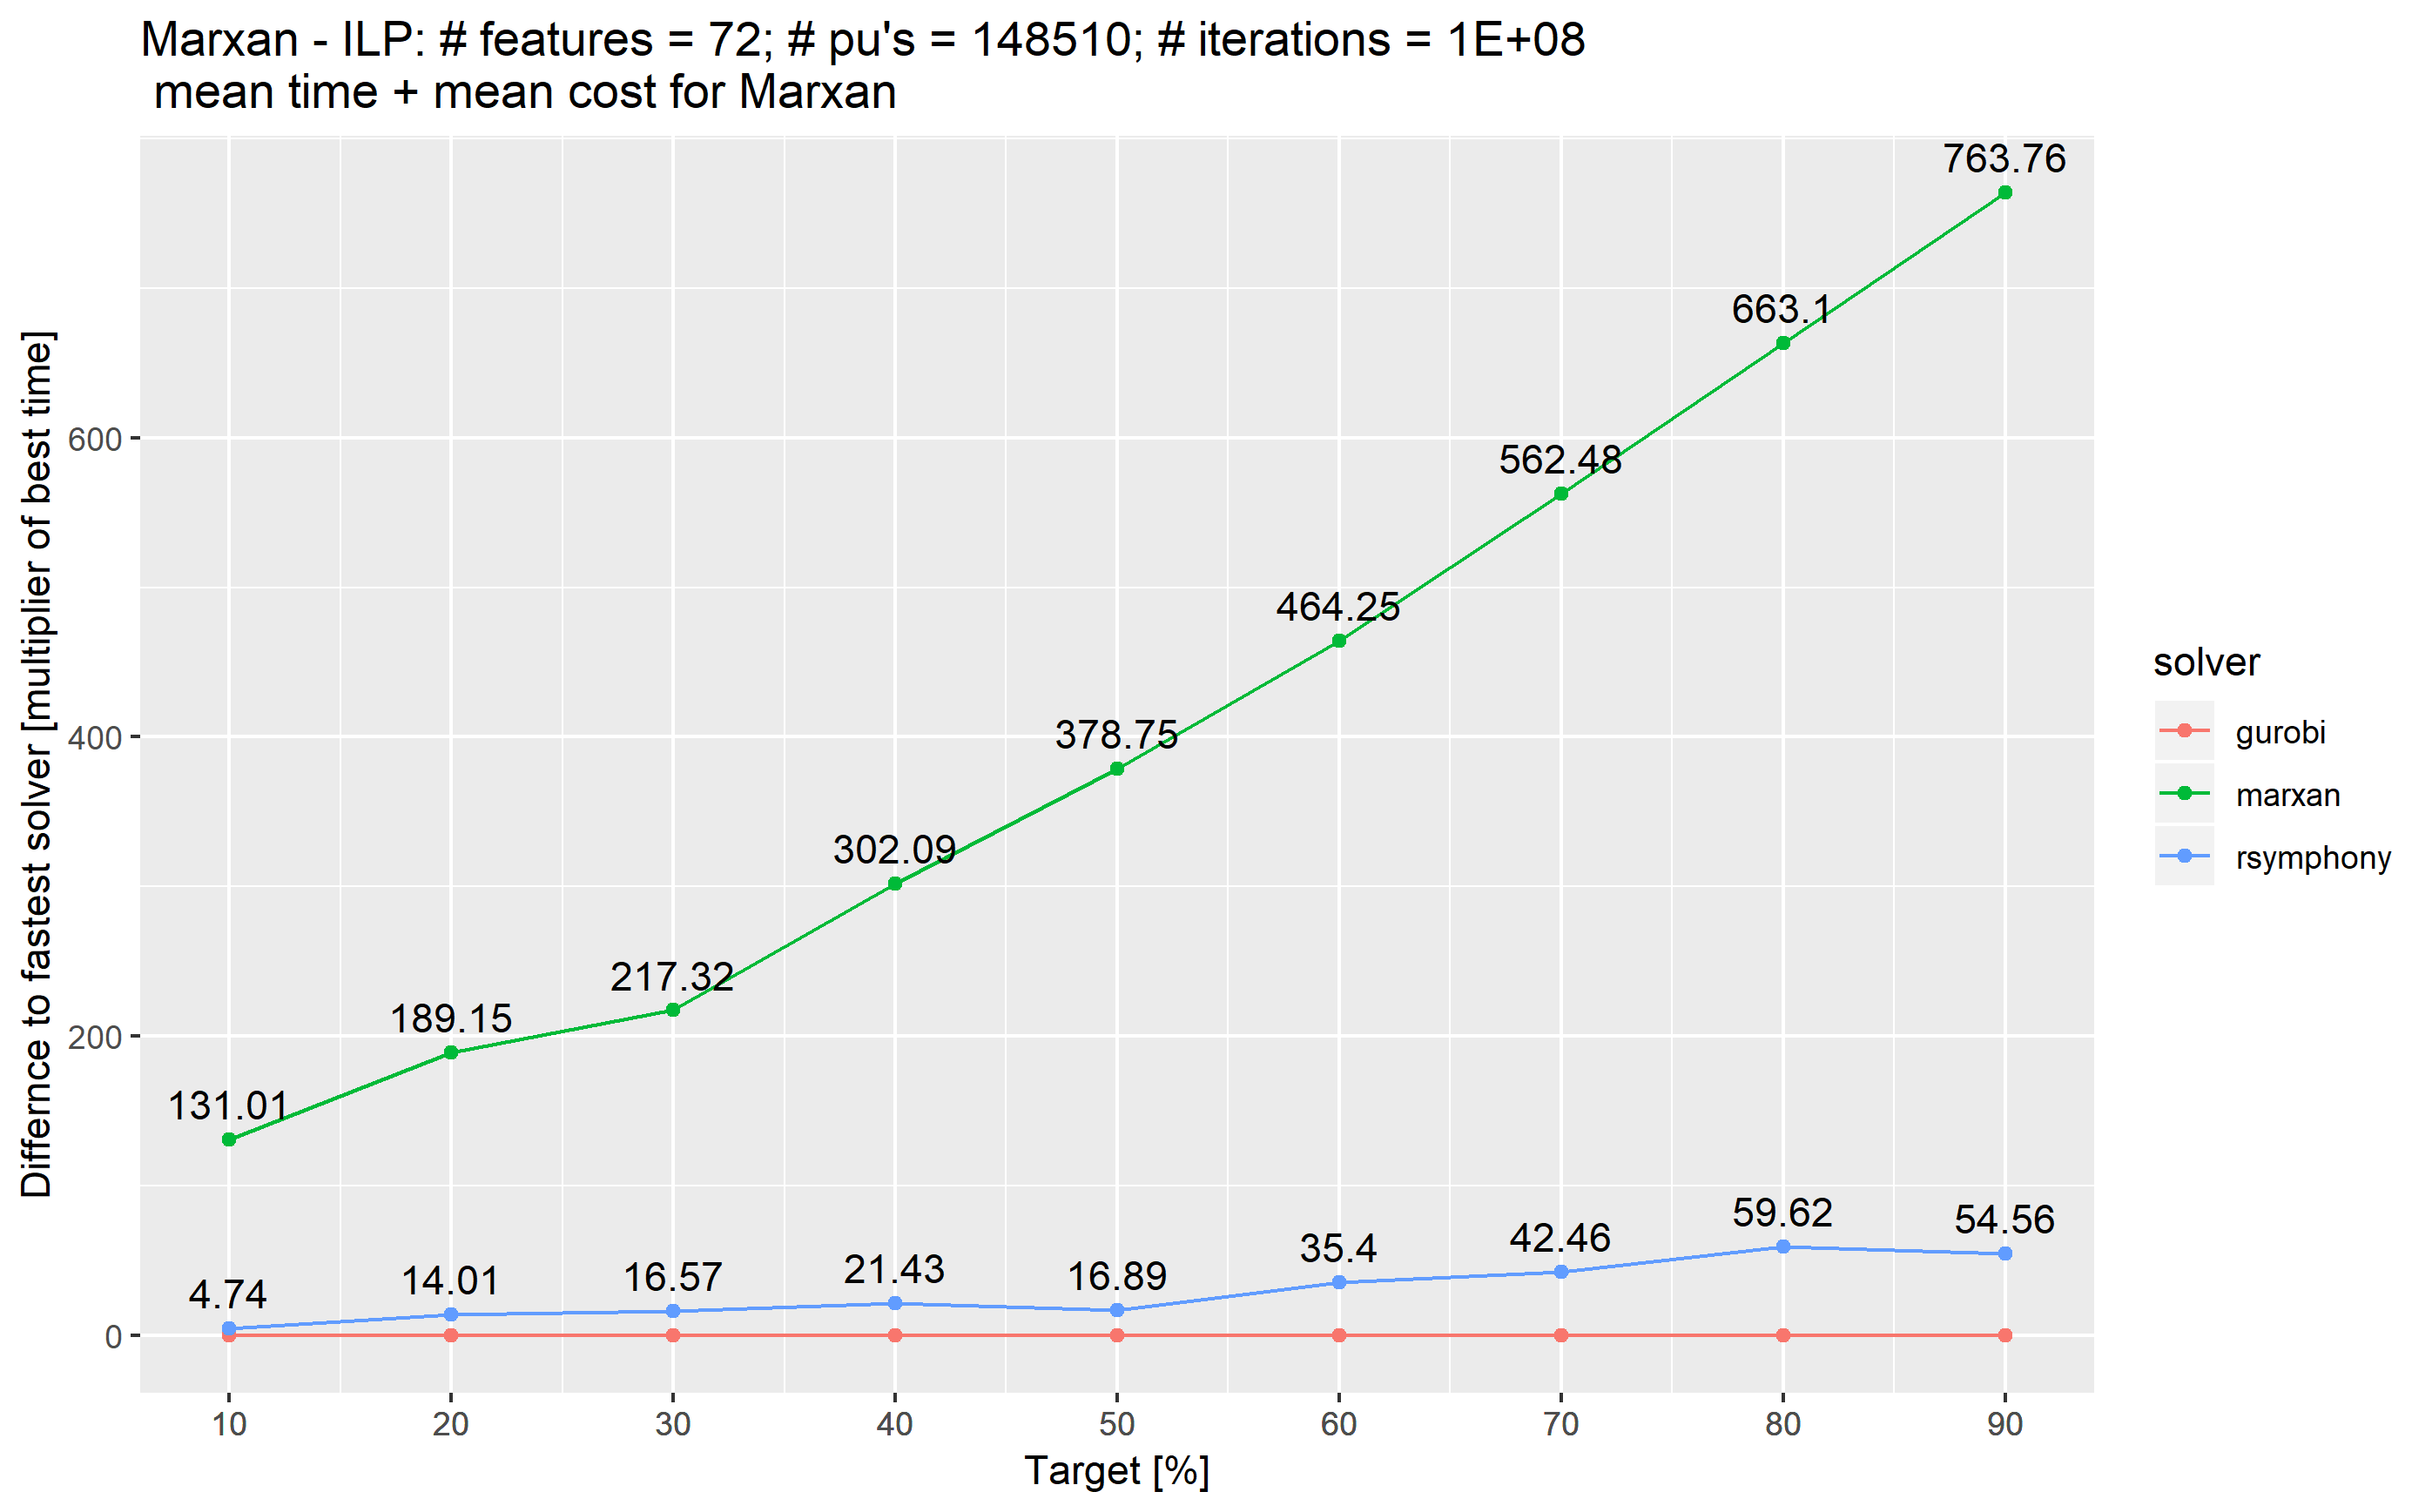 Marxan - ILP: # features = 72; # pu's = 148510; # iterations = 1E+08
mean time + mean cost for Marxan
Differnce to fastest solver [multiplier of best time]
600
400
200
0
763.76
663.1
562.48
464.25
378.75
302.09
217.32
189.15
131.01
4.74
14.01
16.57
21.43
16.89
35.4
42.46
59.62
54.56
10 20 30 40 50 60 70 80 90
Target [%]
solver
gurobi
marxan
rsymphony